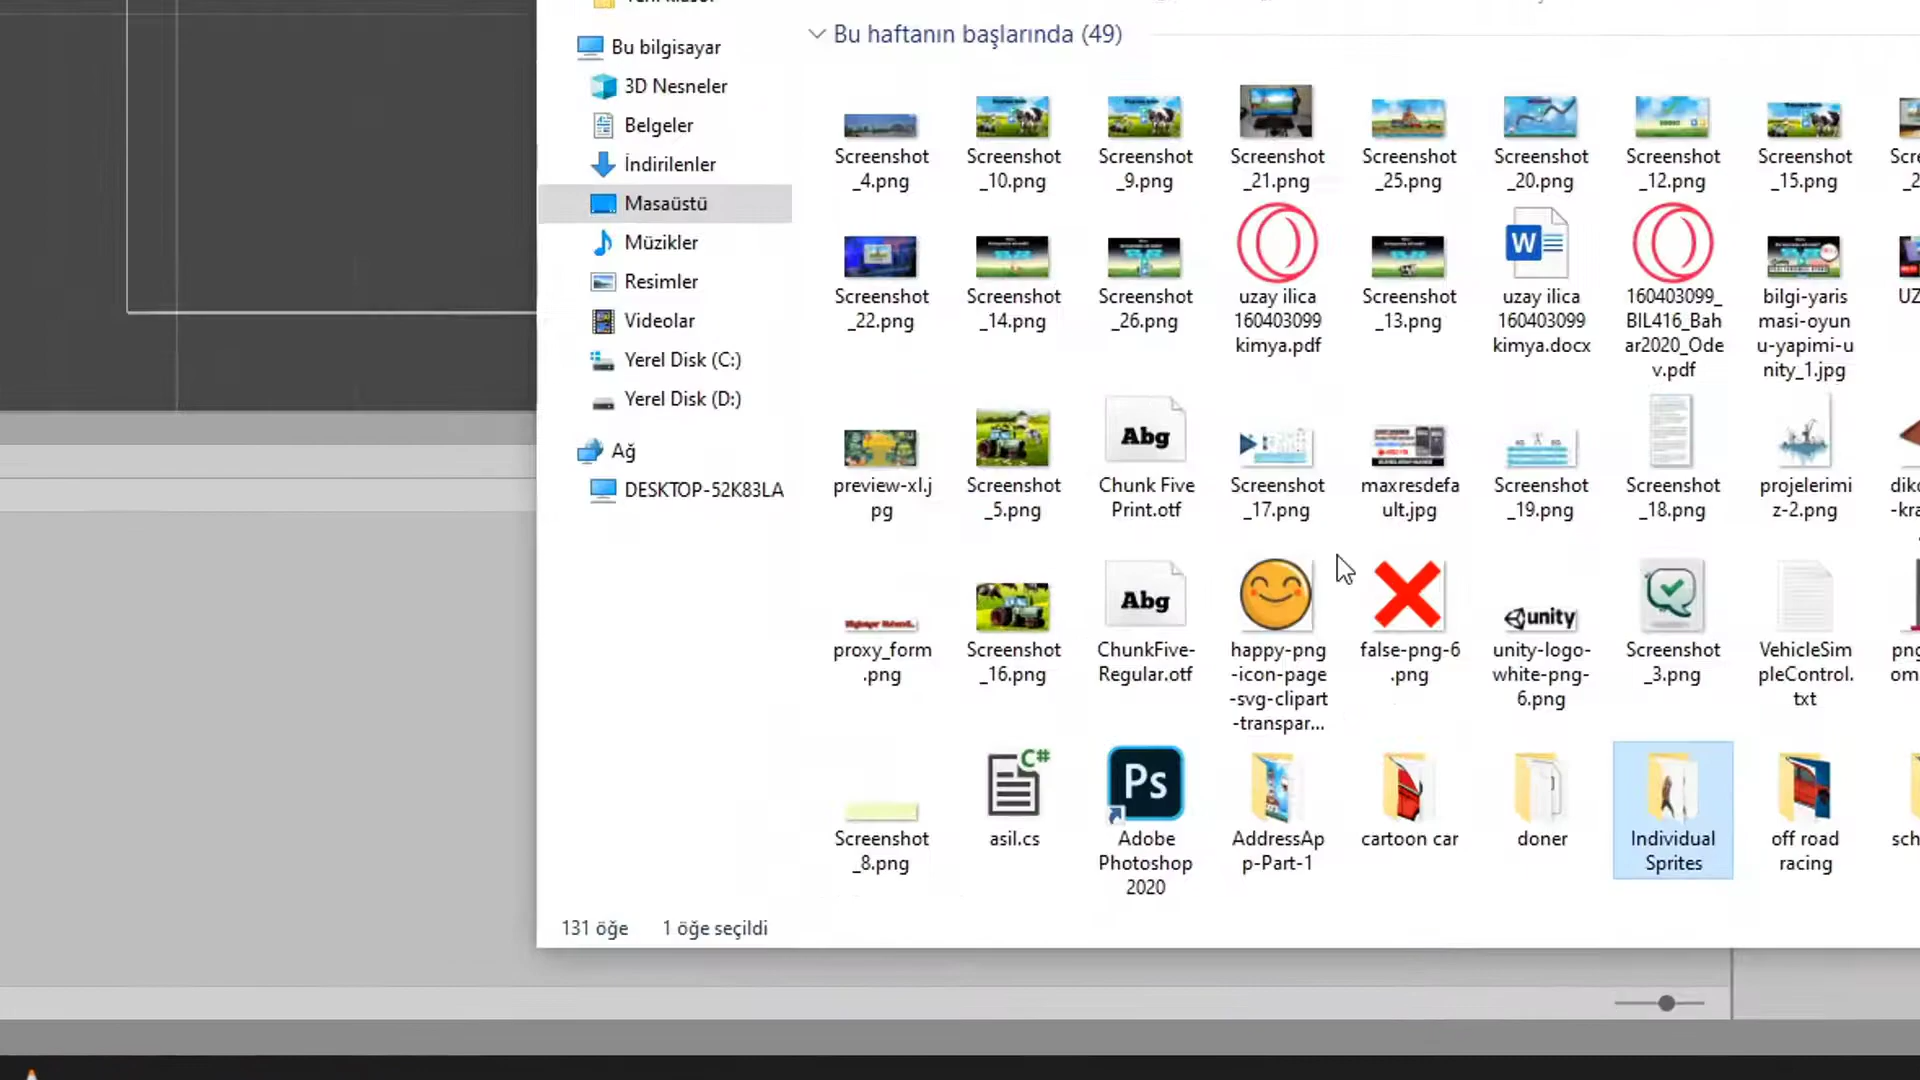 Bu haftanın başlarında (49)
Bu bilgisayar
3D Nesneler
Belgeler
İndirilenler
Masaüstü
Müzikler
Resimler
Videolar
Yerel Disk (C:)
Yerel Disk (D:)
Ağ
DESKTOP-52K83LA
Screenshot
_4.png
Screenshot
_10.png
Screenshot
_9.png
Screenshot
_21.png
Screenshot
_25.png
Screenshot
_20.png
Screenshot
_12.png
Screenshot
_15.png
Screenshot
_22.png
Screenshot
_14.png
Screenshot
_26.png
uzay ilica
160403099
kimya.pdf
Screenshot
_13.png
W
uzay ilica
160403099
kimya.docx
160403099_
BIL416_Bah
ar2020_Ode
v.pdf
bilgi-yaris
masi-oyun
u-yapimi-u
nity_1.jpg
preview-xl.j
pg
Screenshot
_5.png
Abg
Chunk Five
Print.otf
Screenshot
_17.png
maxresdefa
ult.jpg
Screenshot
_19.png
Screenshot
_18.png
projelerimi
z-2.png
proxy_form
.png
Screenshot
_16.png
Abg
ChunkFive-
Regular.otf
happy-png
-icon-page
-svg-clipart
-transpar...
false-png-6
.png
unity
unity-logo-
white-png-
6.png
Screenshot
_3.png
VehicleSim
pleControl.
txt
Screenshot
_8.png
C#
asil.cs
Ps
Adobe
Photoshop
2020
AddressAp
p-Part-1
cartoon car
doner
Individual
Sprites
off road
racing
131 öğe
1 öğe seçildi